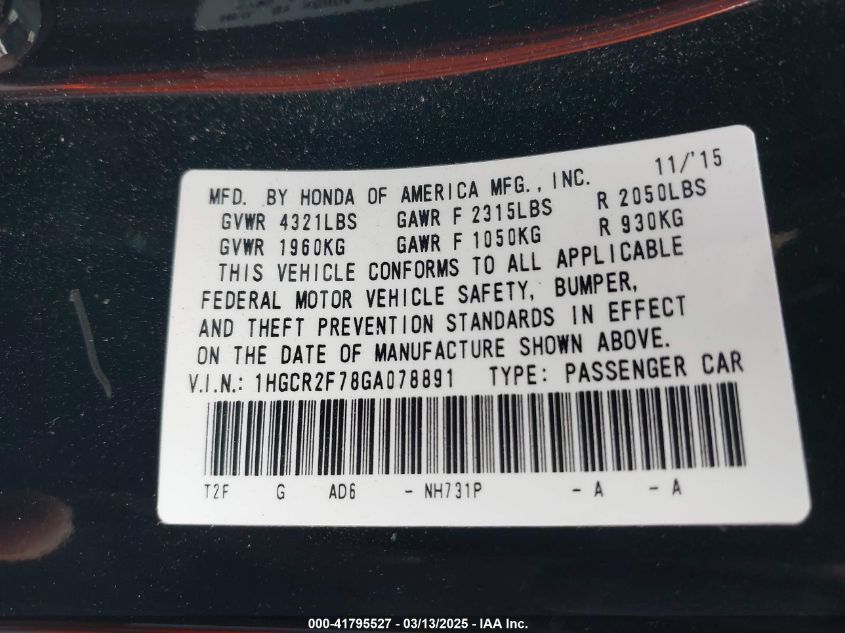 11/'15
MFD. BY HONDA OF AMERICA MFG., INC.
GVWR 4321LBS GAWR F 2315LBS R 2050LBS
GVWR 1960KG GAWR F 1050KG R 930KG
THIS VEHICLE CONFORMS TO ALL APPLICABLE
FEDERAL MOTOR VEHICLE SAFETY, BUMPER,
AND THEFT PREVENTION STANDARDS IN EFFECT
ON THE DATE OF MANUFACTURE SHOWN ABOVE.
V.I.N.: 1HGCR2F78GA078891 TYPE: PASSENGER CAR
T2F G AD6 - NH731P - A - A
000-41795527 - 03/13/2025 - IAA Inc.